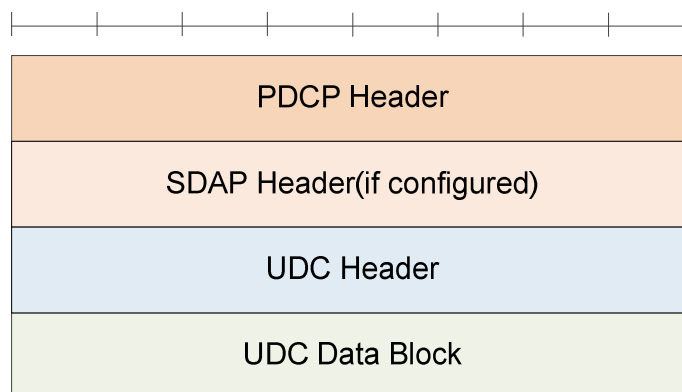 PDCP Header
SDAP Header(if configured)
UDC Header
UDC Data Block